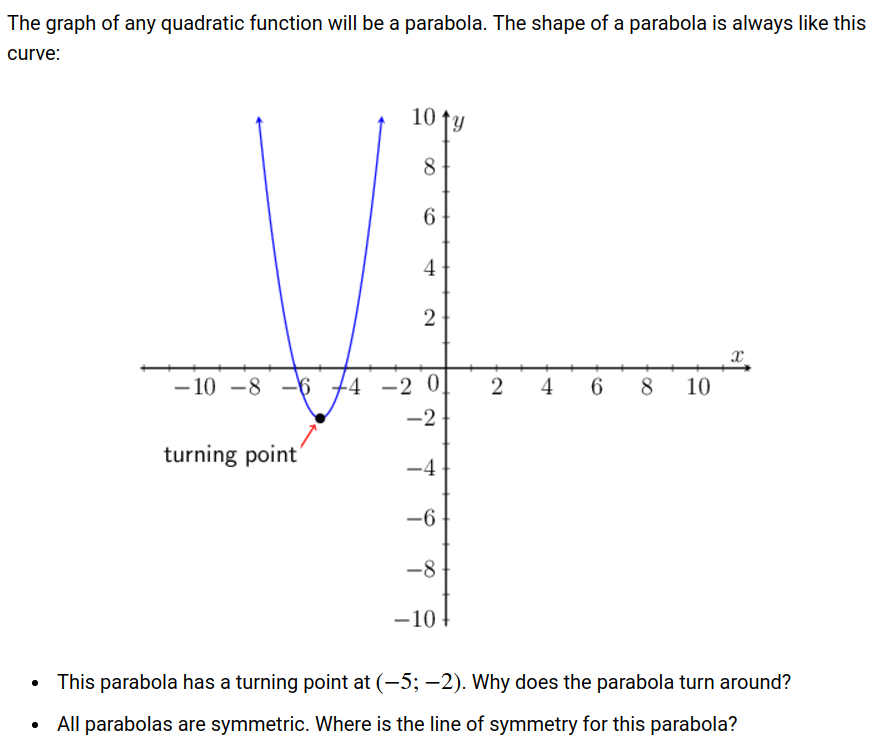 The graph of any quadratic function will be a parabola. The shape of a parabola is always like this
curve:
10 y
8
6
4
2
x
−10 −8 −6 −4 −2 0 2 4 6 8 10
−2
turning point
−4
−6
−8
−10
• This parabola has a turning point at (−5; −2). Why does the parabola turn around?
• All parabolas are symmetric. Where is the line of symmetry for this parabola?